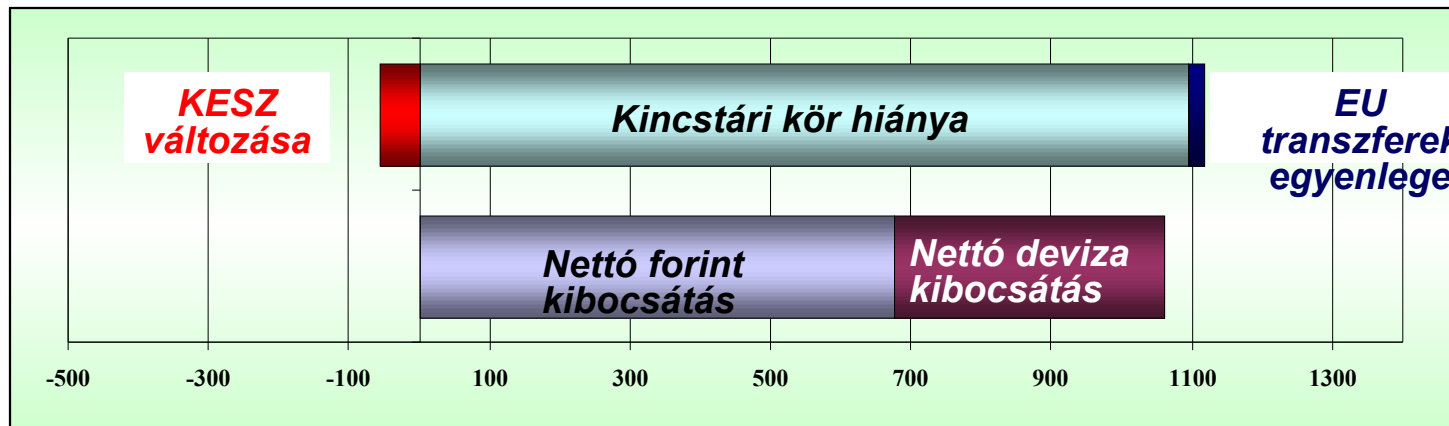 KESZ
változása
Kincstári kör hiánya
EU
transzferek
egyenlege
Nettó forint
kibocsátás
Nettó deviza
kibocsátás
-500 -300 -100 100 300 500 700 900 1100 1300